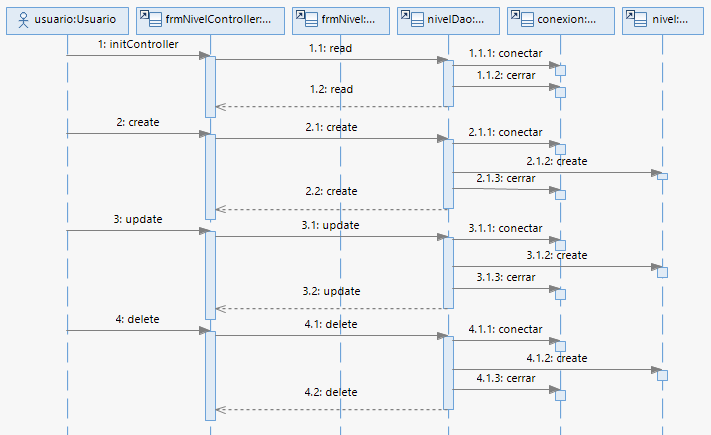 usuario:Usuario
frmNivelController:...
frmNivel:...
nivelDao:...
conexion:...
nivel:...
1: initController
1.1: read
1.1.1: conectar
1.1.2: cerrar
1.2: read
2: create
2.1: create
2.1.1: conectar
2.1.2: create
2.1.3: cerrar
2.2: create
3: update
3.1: update
3.1.1: conectar
3.1.2: create
3.1.3: cerrar
3.2: update
4: delete
4.1: delete
4.1.1: conectar
4.1.2: create
4.1.3: cerrar
4.2: delete